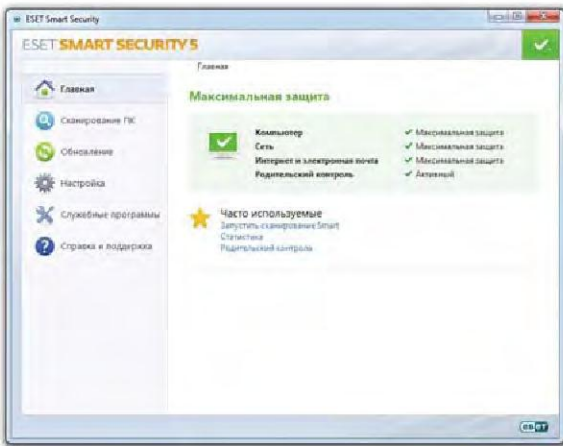 ESET Smart Security
ESET SMART SECURITY 5
Главная
Главная
Сканирование ПК
Обновление
Настройка
Служебные программы
Справка и поддержка
Максимальная защита
Компьютер ✔ Максимальная защита
Сеть ✔ Максимальная защита
Интернет и электронная почта ✔ Максимальная защита
Родительский контроль ✔ Активный
Часто используемые
Запустить сканирование Smart
Статистика
Родительский контроль
eset